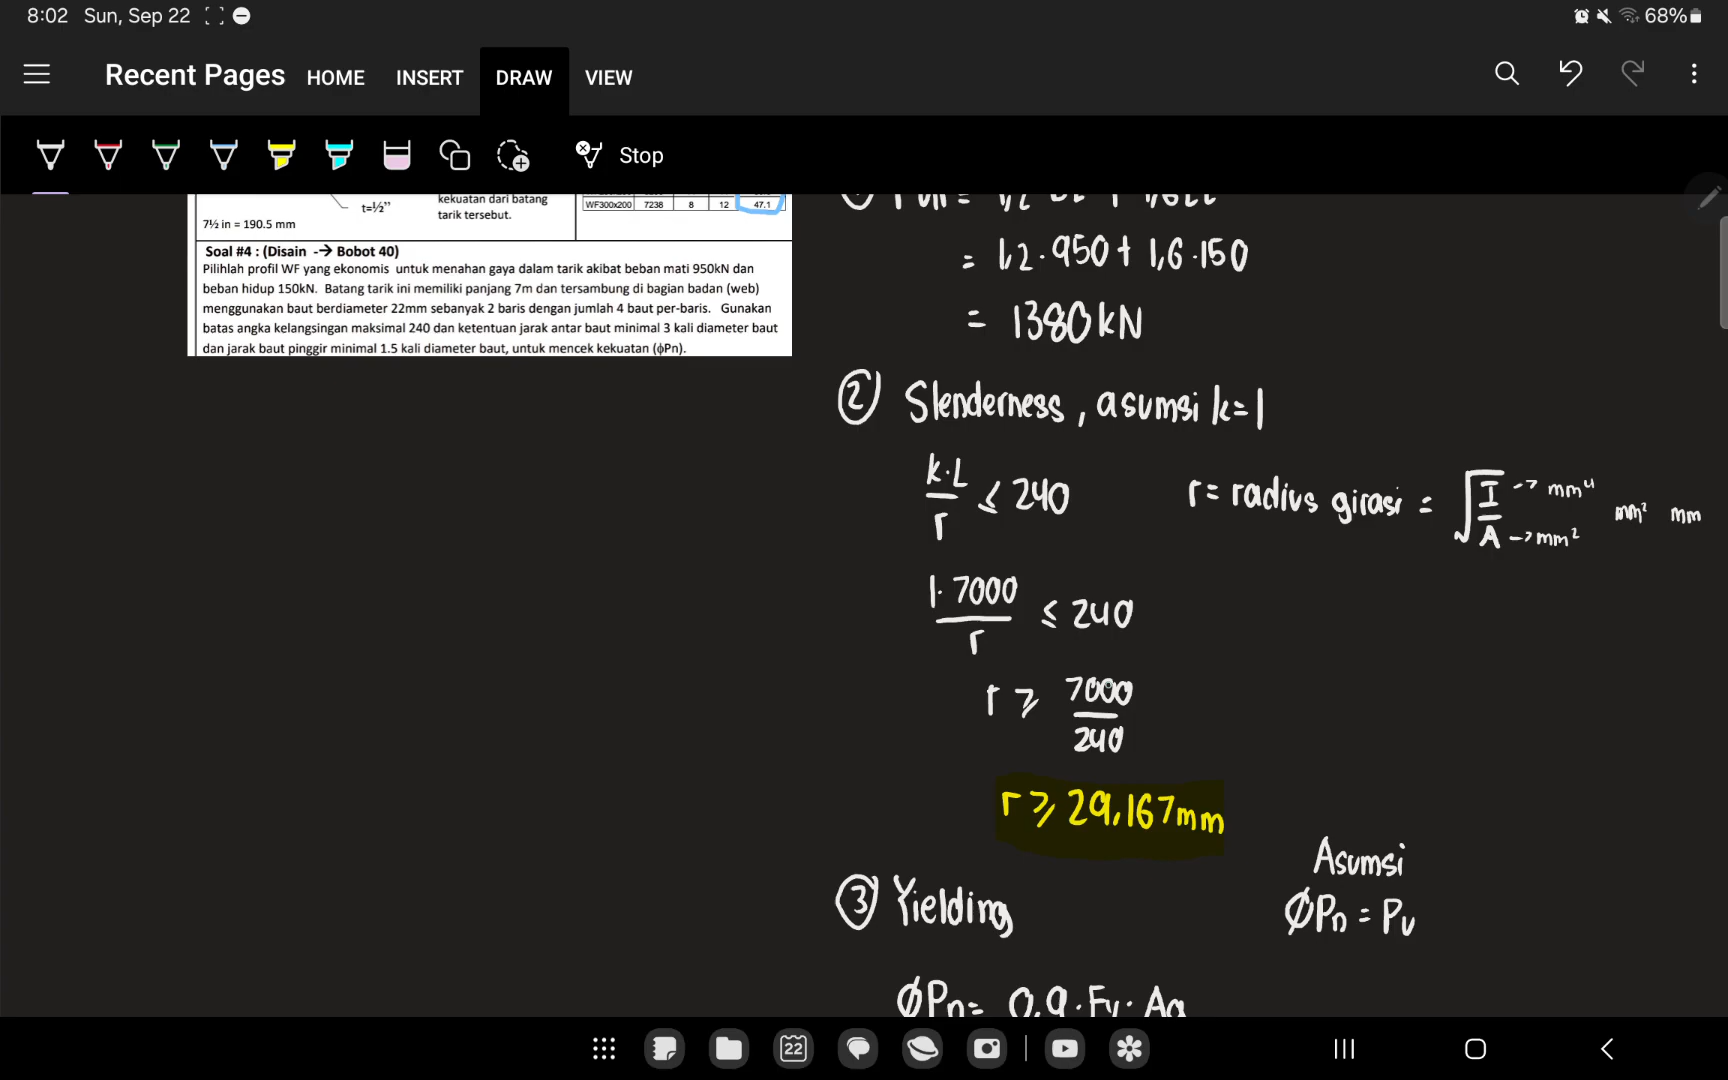 8:02 Sun, Sep 22
68%
Recent Pages HOME INSERT DRAW VIEW
Stop
t=½"
7½ in = 190.5 mm
kekuatan dari batang
tarik tersebut.
WF300x200 7238 8 12 47.1
Soal #4 : (Disain -→ Bobot 40)
Pilihlah profil WF yang ekonomis untuk menahan gaya dalam tarik akibat beban mati 950kN dan
beban hidup 150kN. Batang tarik ini memiliki panjang 7m dan tersambung di bagian badan (web)
menggunakan baut berdiameter 22mm sebanyak 2 baris dengan jumlah 4 baut per-baris. Gunakan
batas angka kelangsingan maksimal 240 dan ketentuan jarak antar baut minimal 3 kali diameter baut
dan jarak baut pinggir minimal 1.5 kali diameter baut, untuk mencek kekuatan (ϕPn).
= 1,2 · 950 + 1,6 · 150
= 1380 kN
② Slenderness, asumsi k=1
k·L/r ≤ 240
r = radius girasi = √I/A → mm⁴ → mm² mm² mm
1·7000/r ≤ 240
r ≥ 7000/240
r ≥ 29,167mm
③ Yielding
Asumsi
ØPn = Pu
ØPn = 0,9 · Fy · Ag
22